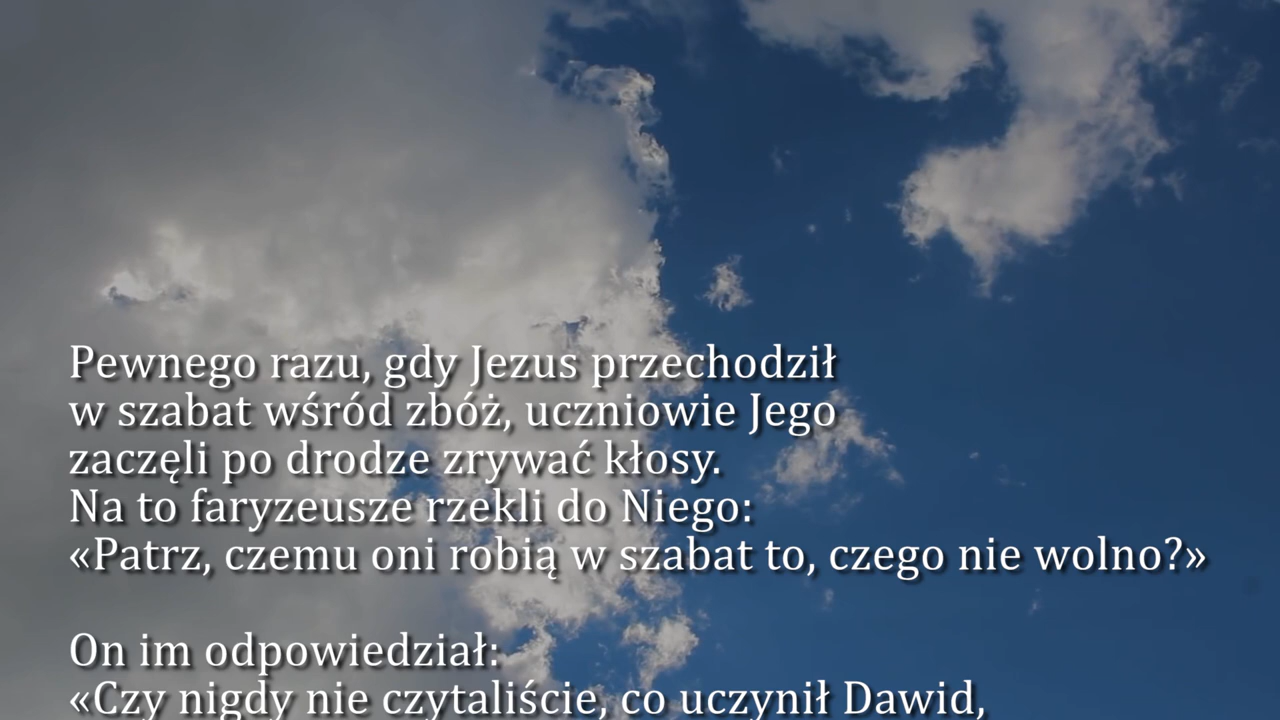 Pewnego razu, gdy Jezus przechodził
w szabat wśród zbóż, uczniowie Jego
zaczęli po drodze zrywać kłosy.
Na to faryzeusze rzekli do Niego:
«Patrz, czemu oni robią w szabat to, czego nie wolno?»
On im odpowiedział:
«Czy nigdy nie czytaliście, co uczynił Dawid,